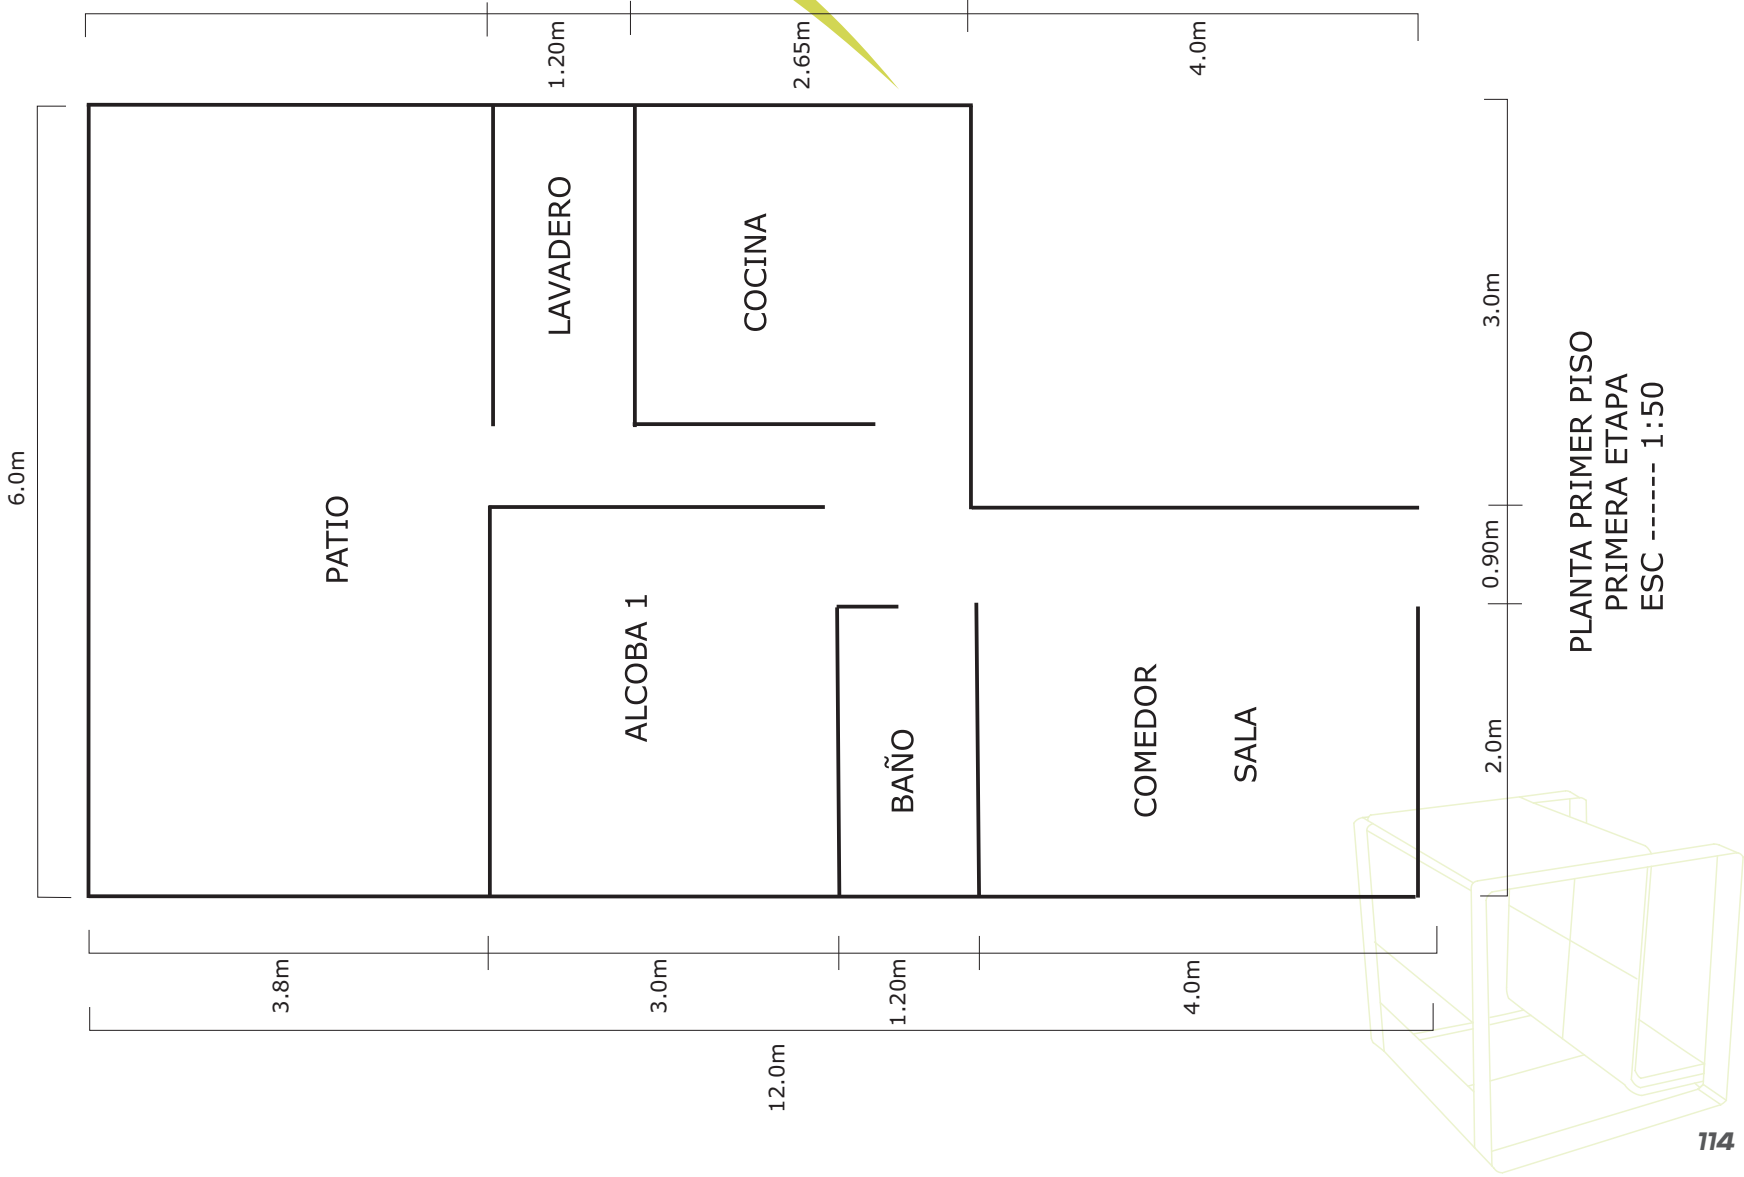 1.20m
2.65m
4.0m
6.0m
PATIO
LAVADERO
COCINA
3.0m
0.90m
2.0m
ALCOBA 1
BAÑO
COMEDOR
SALA
3.8m
3.0m
1.20m
4.0m
12.0m
PLANTA PRIMER PISO
PRIMERA ETAPA
ESC ------- 1:50
114